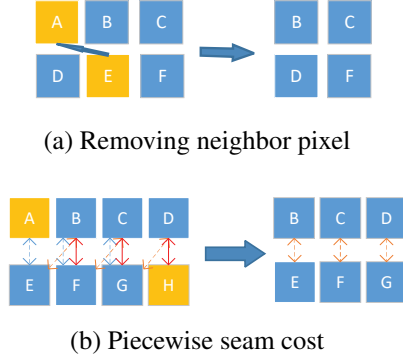 A B C B C
D E F D F
(a) Removing neighbor pixel
A B C D B C D
E F G H E F G
(b) Piecewise seam cost